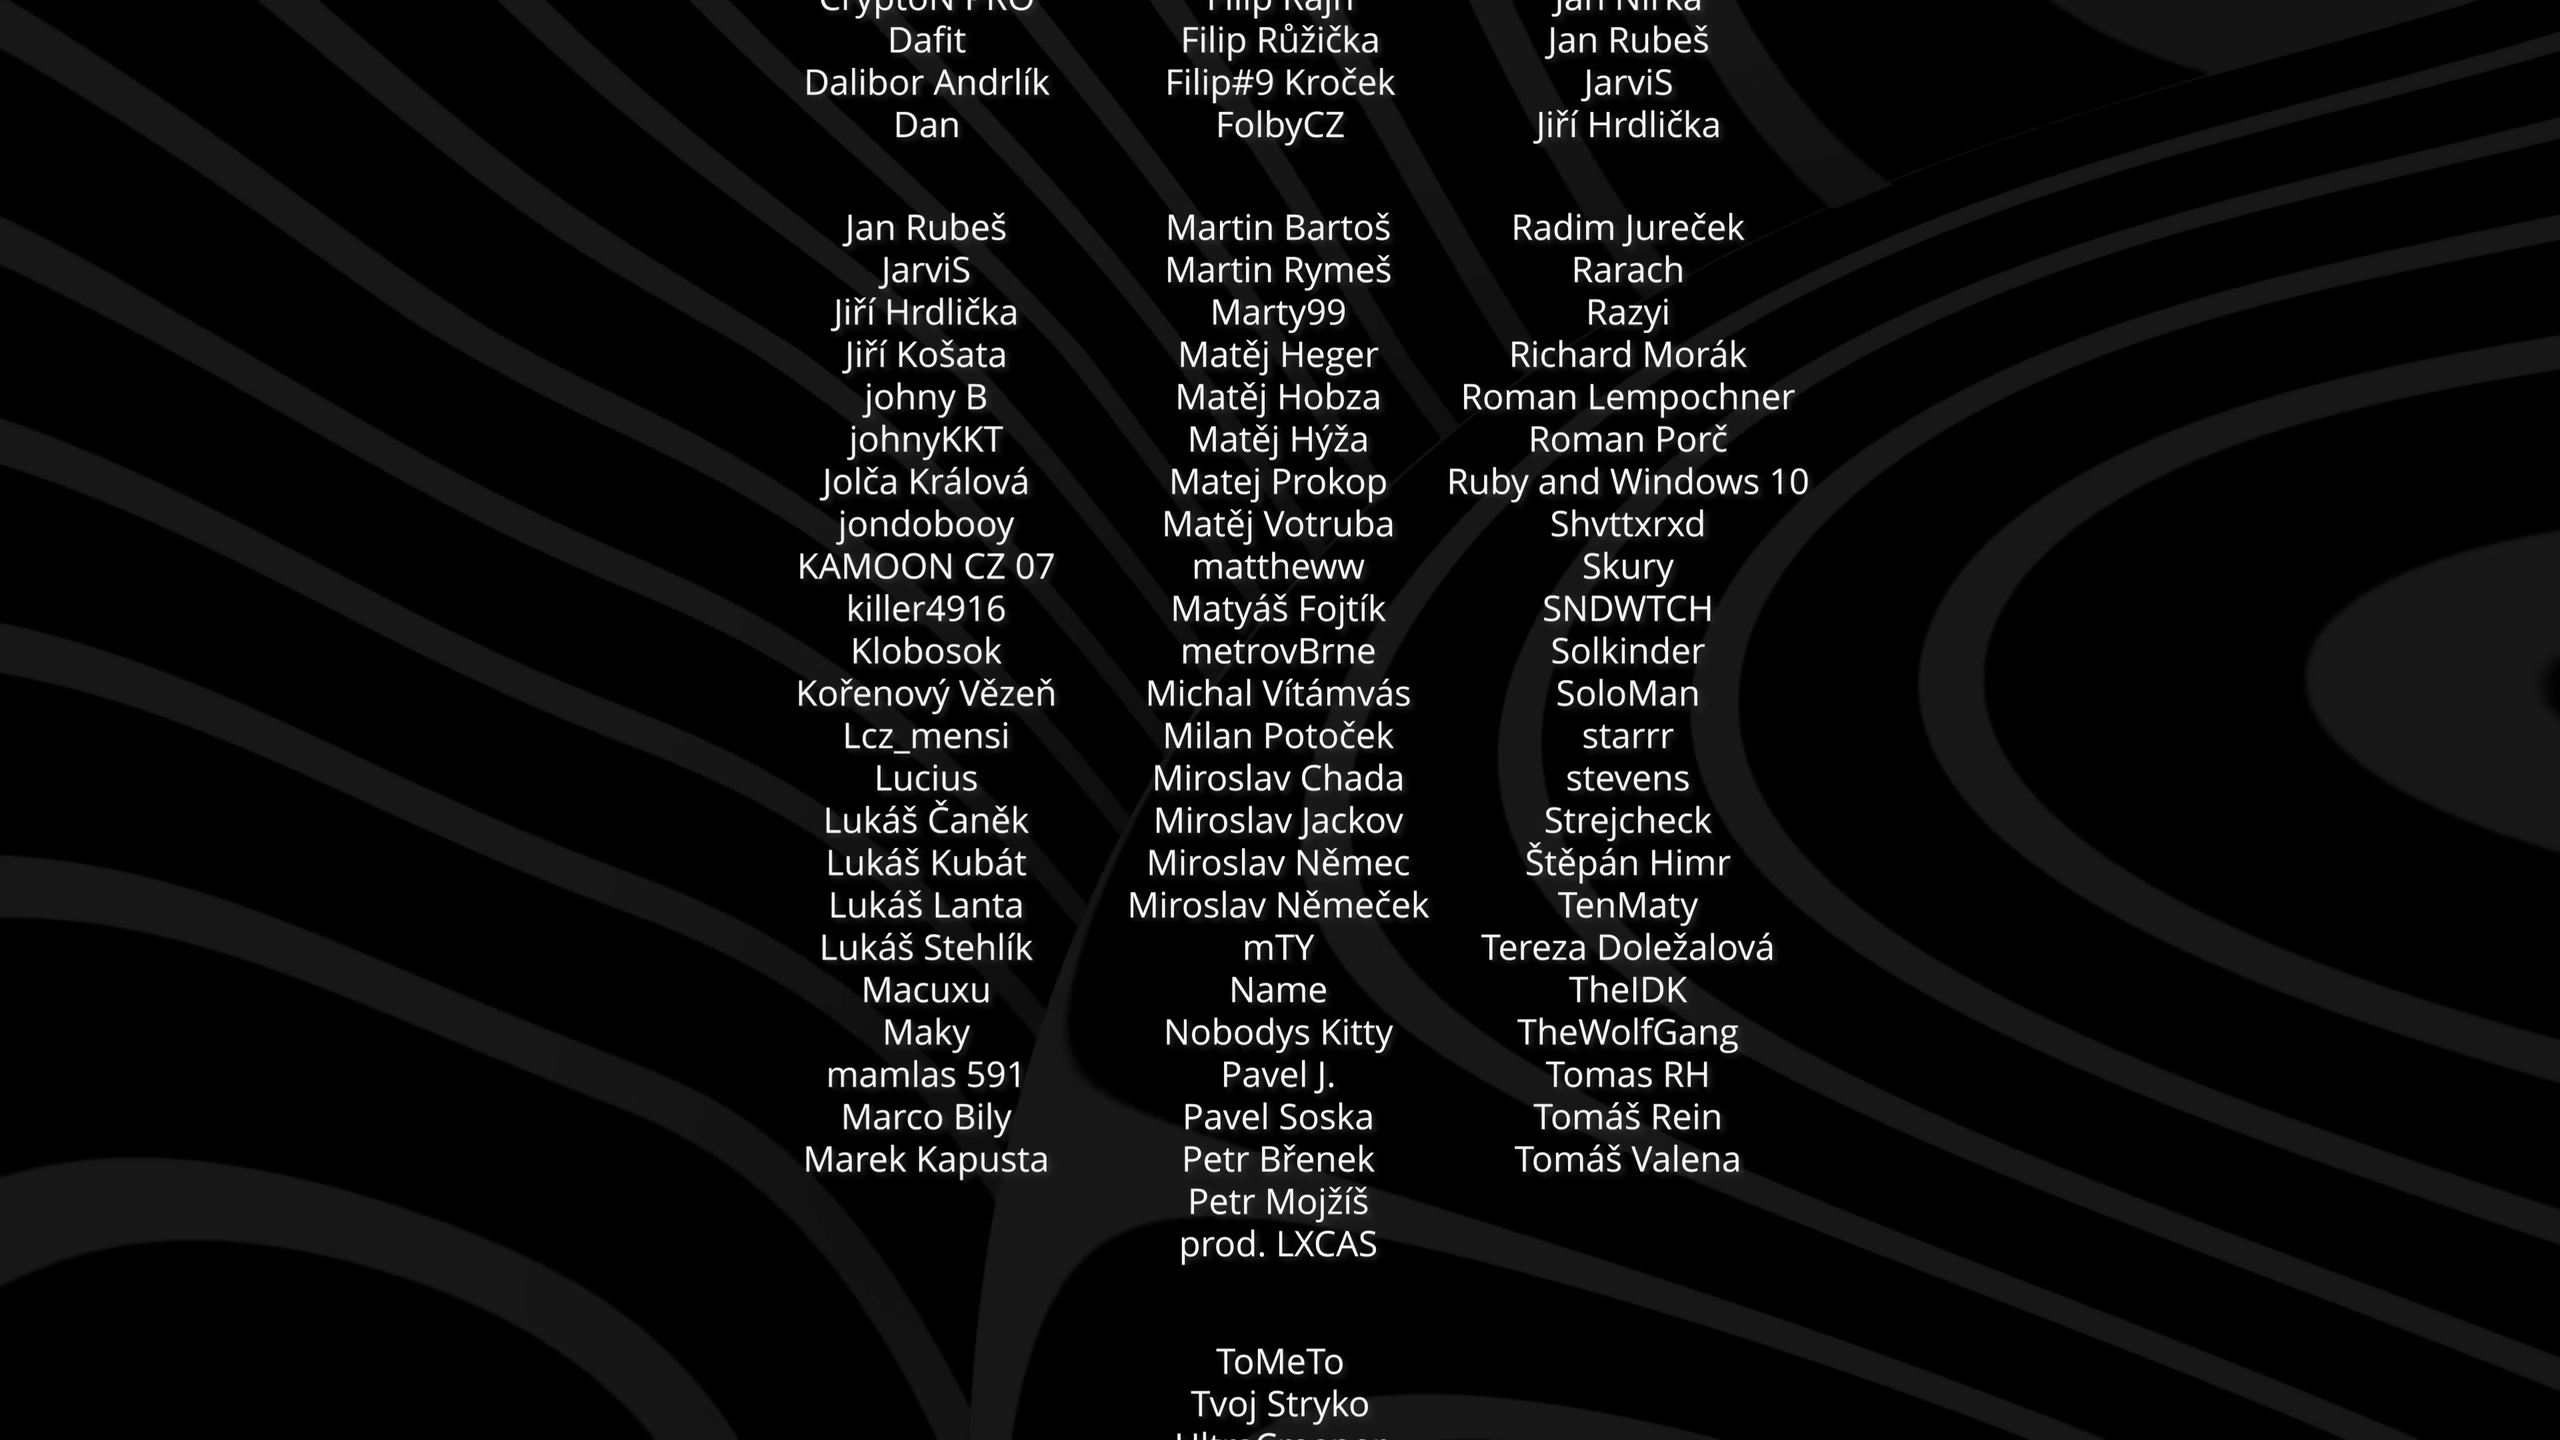 CryptoN PRO
Dafit
Dalibor Andrlík
Dan
Filip Rajn
Filip Růžička
Filip#9 Kroček
FolbyCZ
Jan Rubeš
JarviS
Jiří Hrdlička
Jan Rubeš
JarviS
Jiří Hrdlička
Jiří Košata
johny B
johnyKKT
Jolča Králová
jondobooy
KAMOON CZ 07
killer4916
Klobosok
Kořenový Vězeň
Lcz_mensi
Lucius
Lukáš Čaněk
Lukáš Kubát
Lukáš Lanta
Lukáš Stehlík
Macuxu
Maky
mamlas 591
Marco Bily
Marek Kapusta
Martin Bartoš
Martin Rymeš
Marty99
Matěj Heger
Matěj Hobza
Matěj Hýža
Matej Prokop
Matěj Votruba
mattheww
Matyáš Fojtík
metrovBrne
Michal Vítámvás
Milan Potoček
Miroslav Chada
Miroslav Jackov
Miroslav Němec
Miroslav Němeček
mTY
Name
Nobodys Kitty
Pavel J.
Pavel Soska
Petr Břenek
Petr Mojžíš
prod. LXCAS
Radim Jureček
Rarach
Razyi
Richard Morák
Roman Lempochner
Roman Porč
Ruby and Windows 10
Shvttxrxd
Skury
SNDWTCH
Solkinder
SoloMan
starrr
stevens
Strejcheck
Štěpán Himr
TenMaty
Tereza Doležalová
TheIDK
TheWolfGang
Tomas RH
Tomáš Rein
Tomáš Valena
ToMeTo
Tvoj Stryko